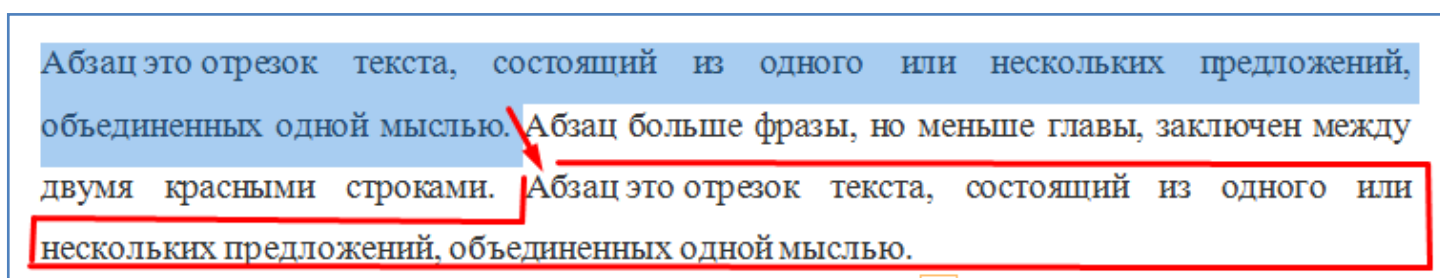 Абзац это отрезок текста, состоящий из одного или нескольких предложений,
объединенных одной мыслью. Абзац больше фразы, но меньше главы, заключен между
двумя красными строками. Абзац это отрезок текста, состоящий из одного или
нескольких предложений, объединенных одной мыслью.